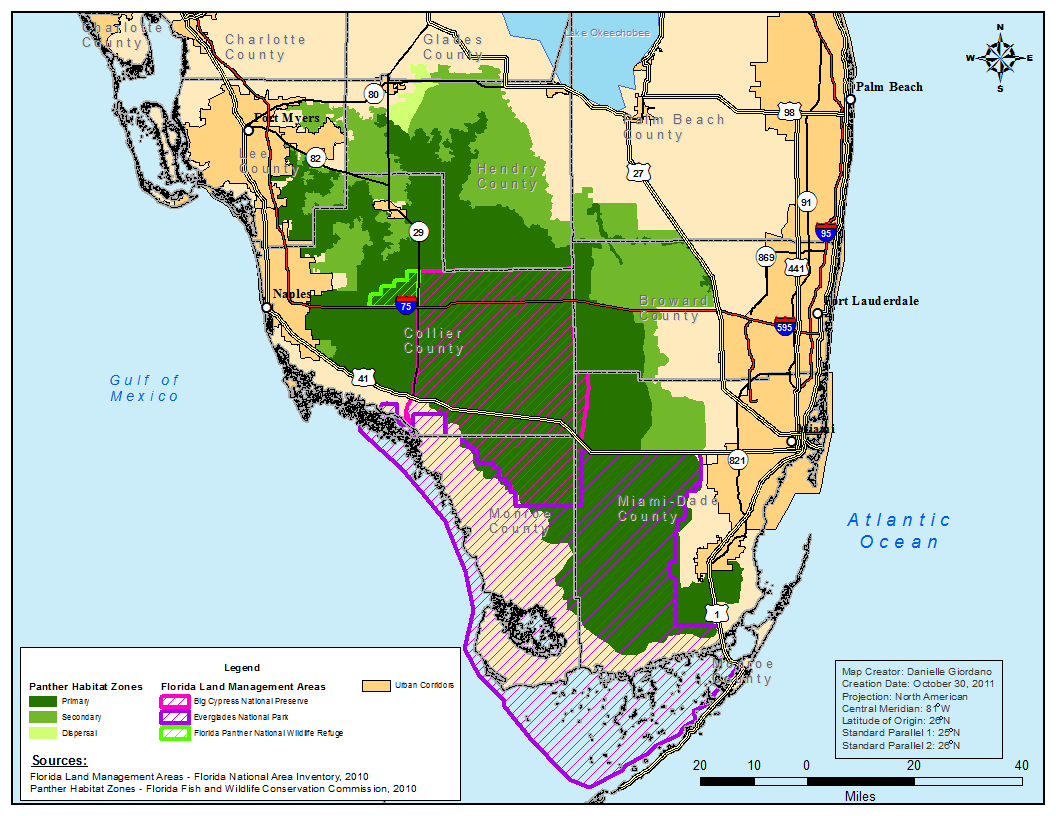 Charlotte
County
Charlotte
County
Glades
County
Lake Okeechobee
N
W
E
S
Palm Beach
80
98
Fort Myers
Palm Beach
County
Lee
County
82
Hendry
County
27
91
29
95
869
441
Naples
75
Broward
County
Fort Lauderdale
595
Collier
County
Gulf of
Mexico
41
Miami
821
Miami-Dade
County
Monroe
County
Atlantic
Ocean
1
Monroe
County
Legend
Panther Habitat Zones
Primary
Secondary
Dispersal
Florida Land Management Areas
Big Cypress National Preserve
Everglades National Park
Florida Panther National Wildlife Refuge
Urban Corridors
Sources:
Florida Land Management Areas - Florida National Area Inventory, 2010
Panther Habitat Zones - Florida Fish and Wildlife Conservation Commission, 2010
Map Creator: Danielle Giordano
Creation Date: October 30, 2011
Projection: North American
Central Meridian: 81°W
Latitude of Origin: 26°N
Standard Parallel 1: 25°N
Standard Parallel 2: 26°N
20 10 0 20 40
Miles